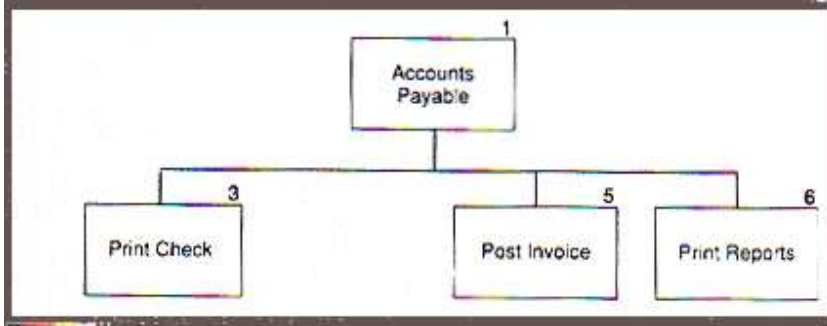 1
Accounts
Payable
3
5
6
Print Check
Post Invoice
Print Reports